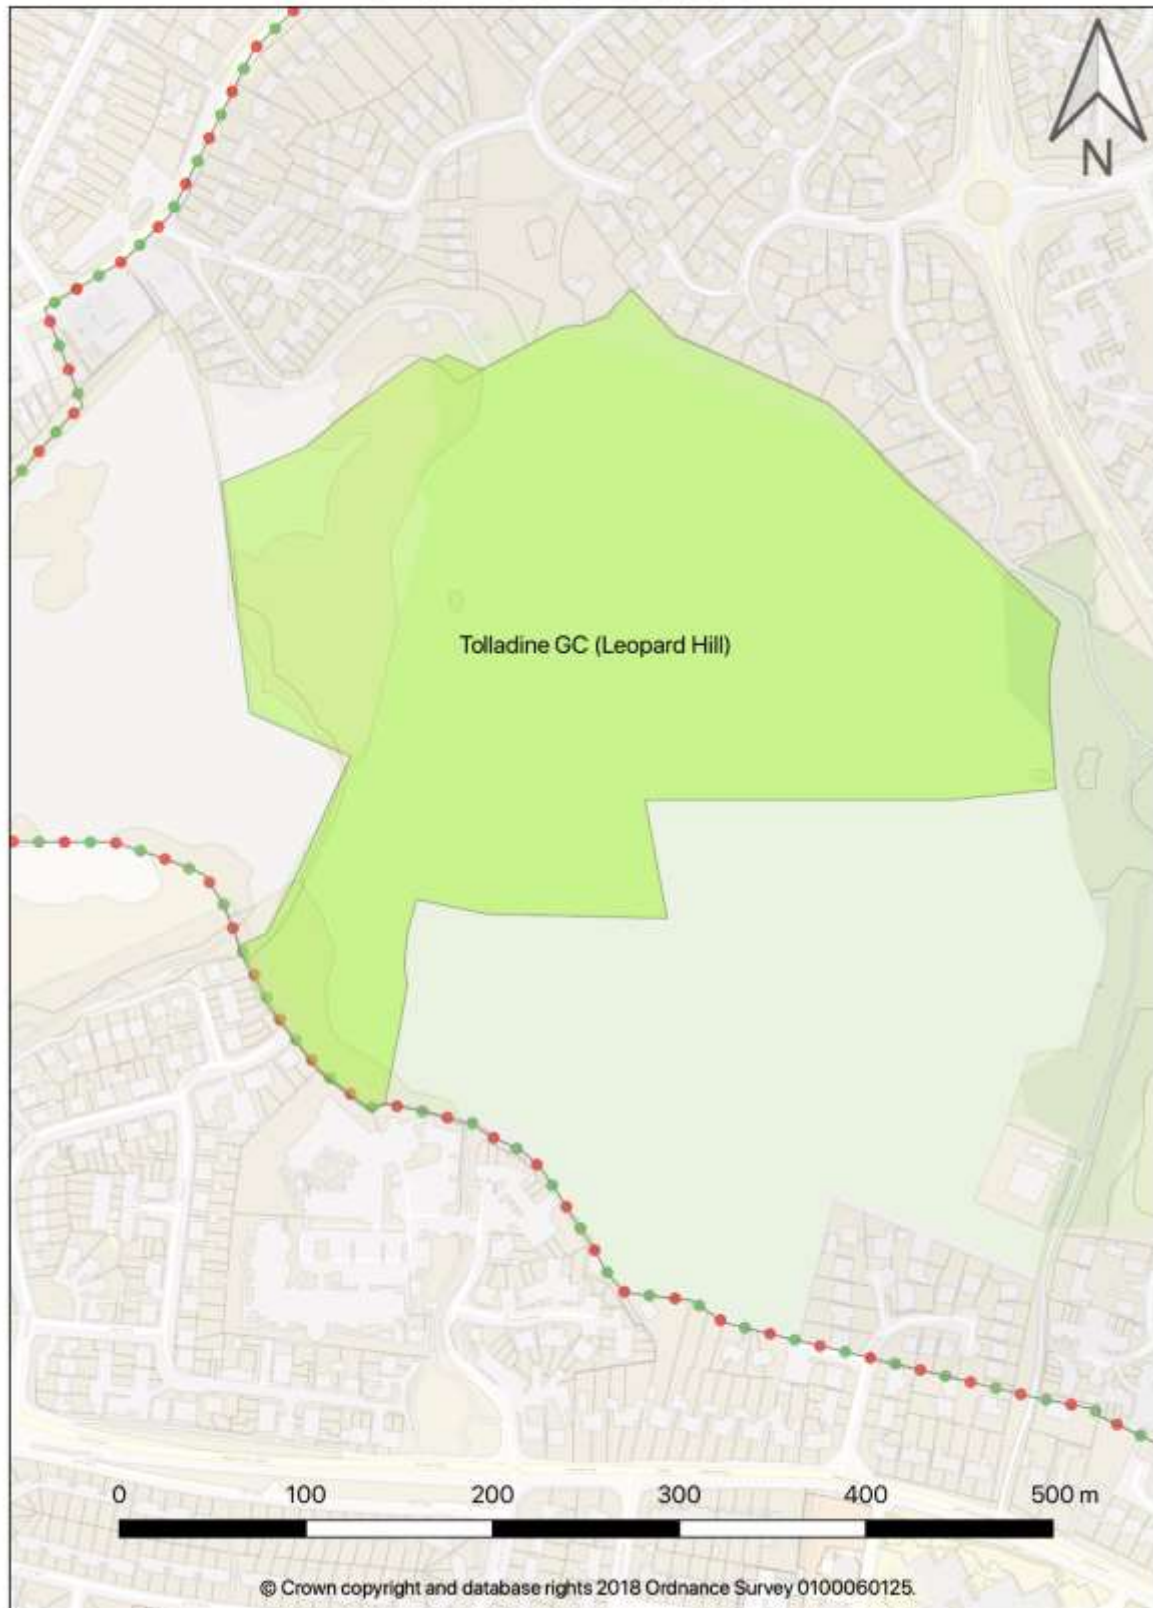 N
Tolladine GC (Leopard Hill)
0 100 200 300 400 500 m
© Crown copyright and database rights 2018 Ordnance Survey 0100060125.